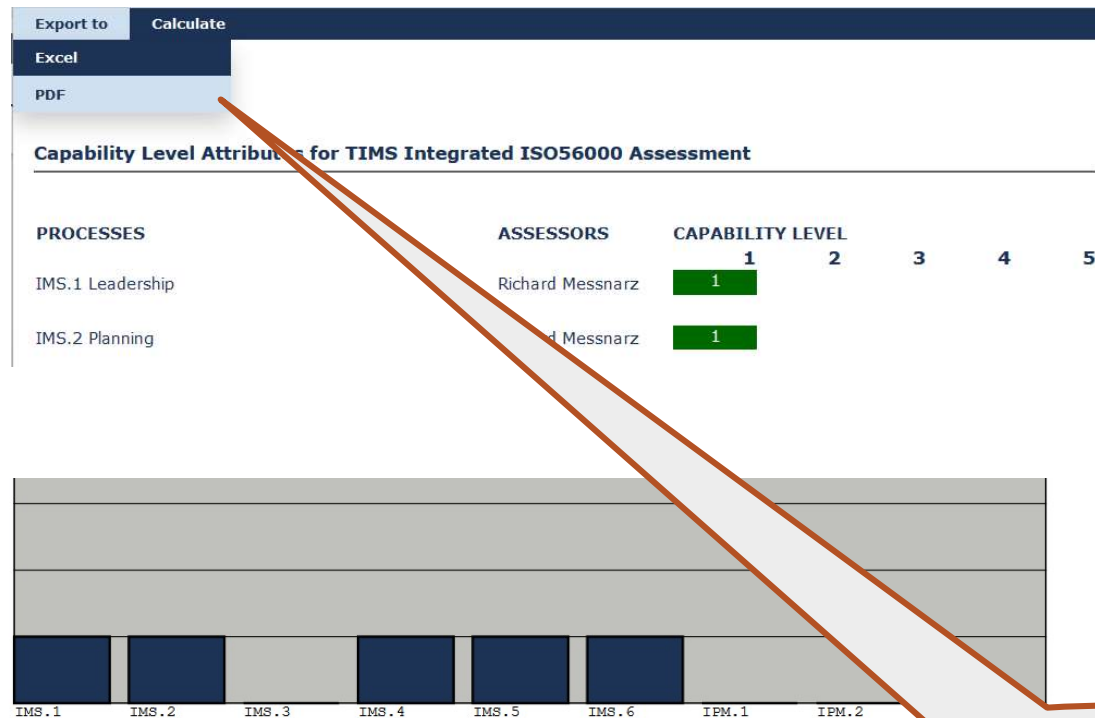 Export to Calculate
Excel
PDF
Capability Level Attributes for TIMS Integrated ISO56000 Assessment
PROCESSES ASSESSORS CAPABILITY LEVEL
1 2 3 4 5
IMS.1 Leadership Richard Messnarz 1
IMS.2 Planning Messnarz 1
IMS.1 IMS.2 IMS.3 IMS.4 IMS.5 IMS.6 IPM.1 IPM.2